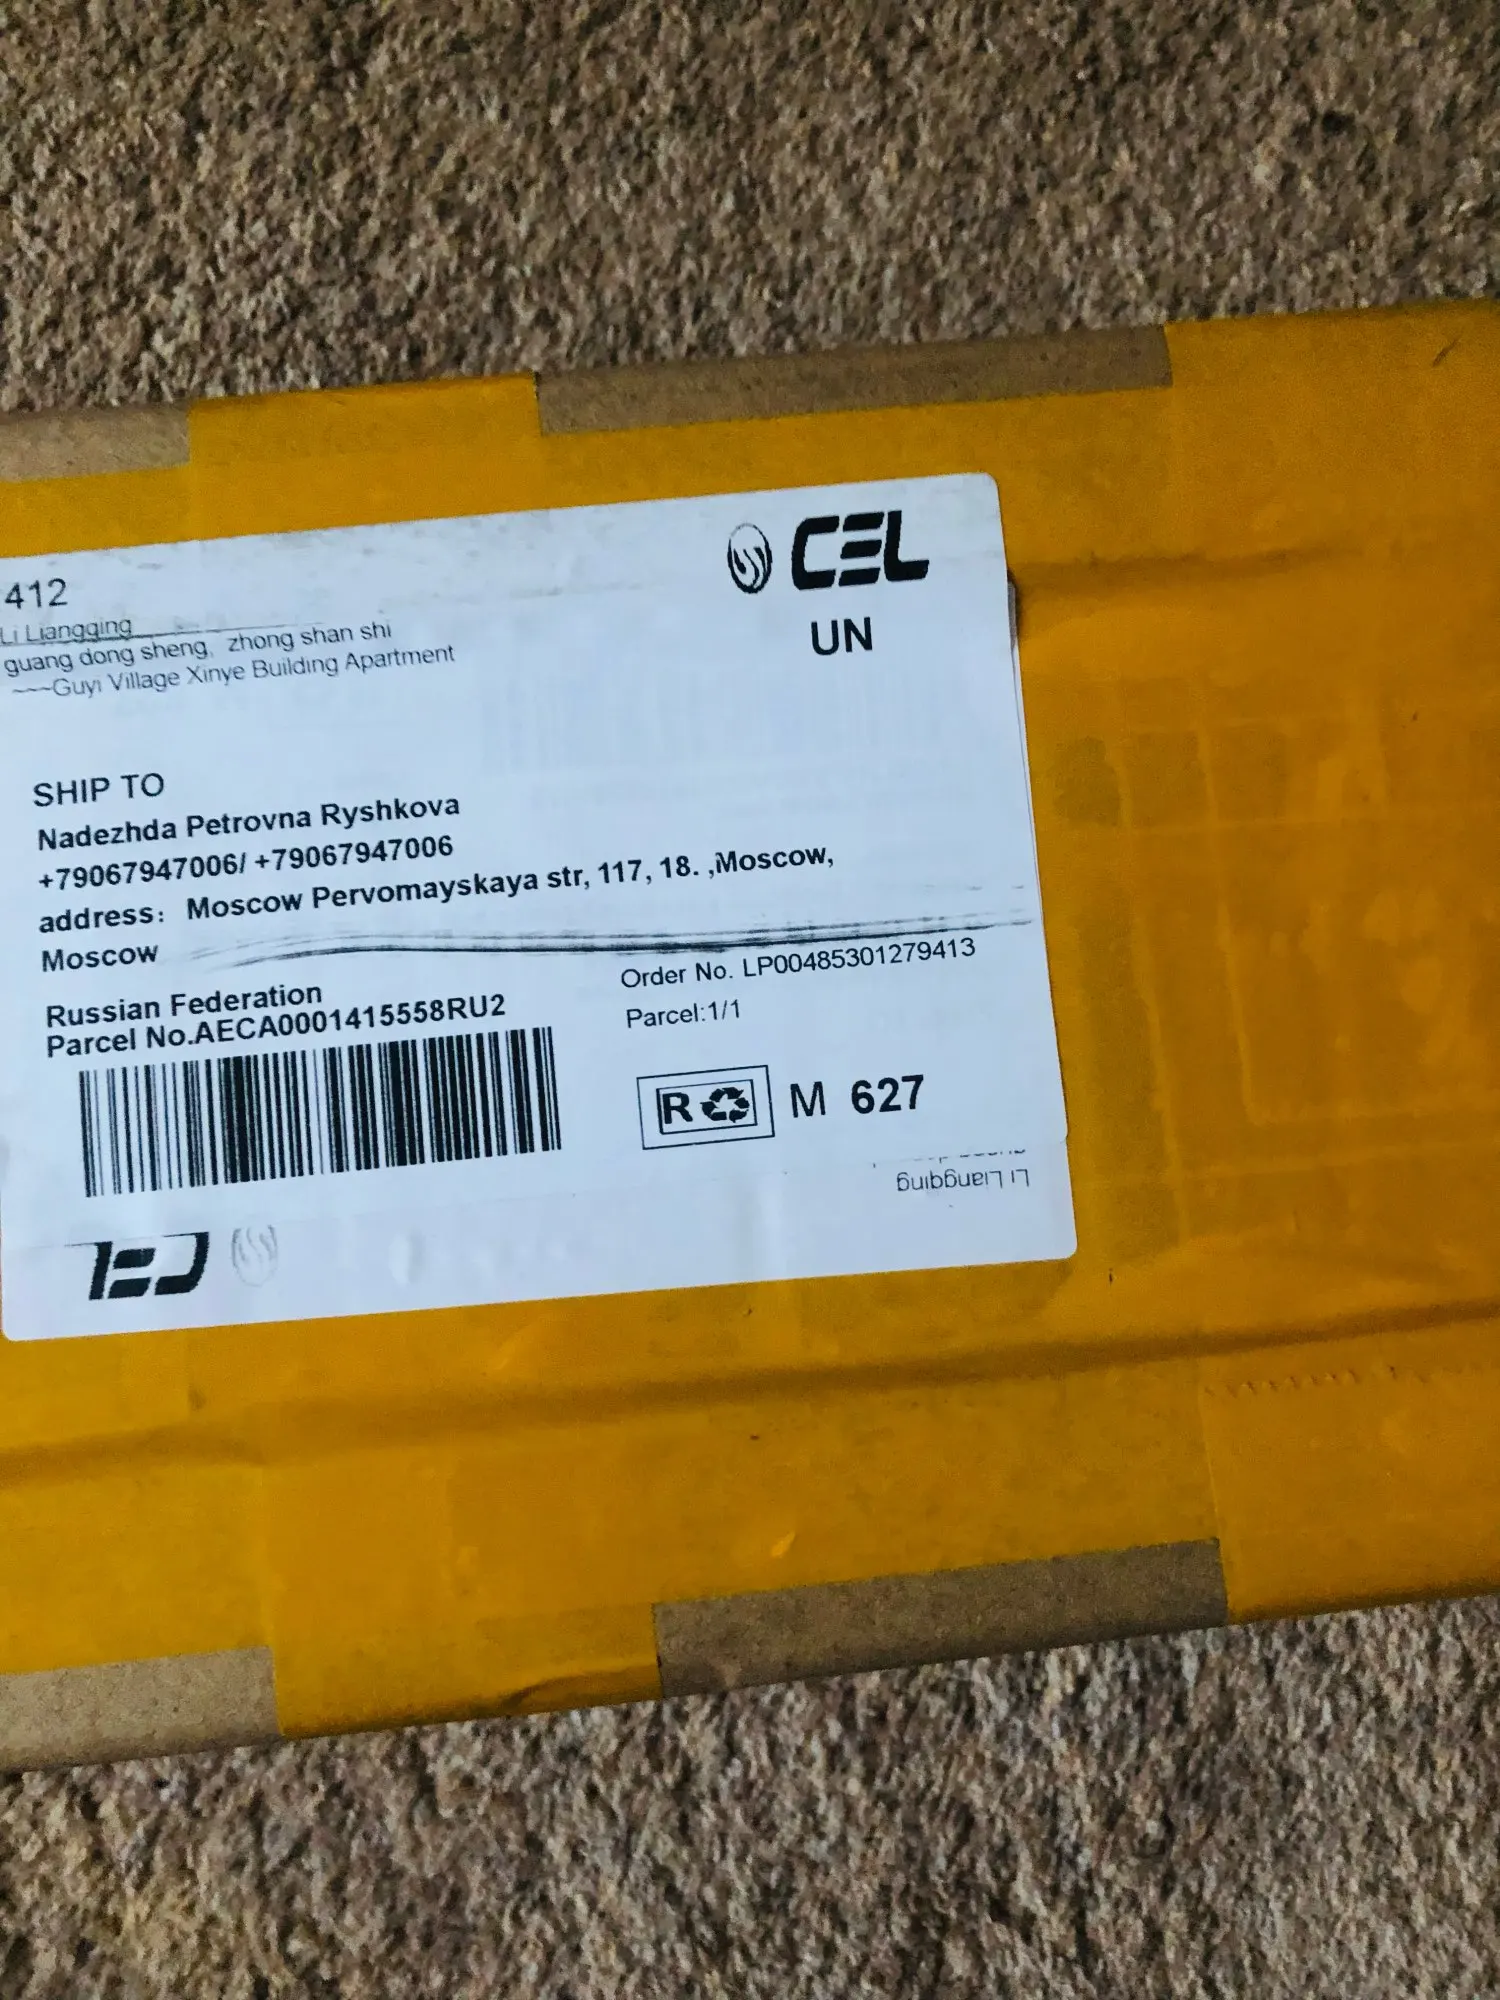 CEL
UN
412
Li Liangqing
guang dong sheng, zhong shan shi
~~~Guyi Village Xinye Building Apartment
SHIP TO
Nadezhda Petrovna Ryshkova
+79067947006/ +79067947006
address: Moscow Pervomayskaya str, 117, 18. ,Moscow,
Moscow
Russian Federation
Order No. LP00485301279413
Parcel No.AECA0001415558RU2
Parcel:1/1
R M 627
Li Liangqing
CEL